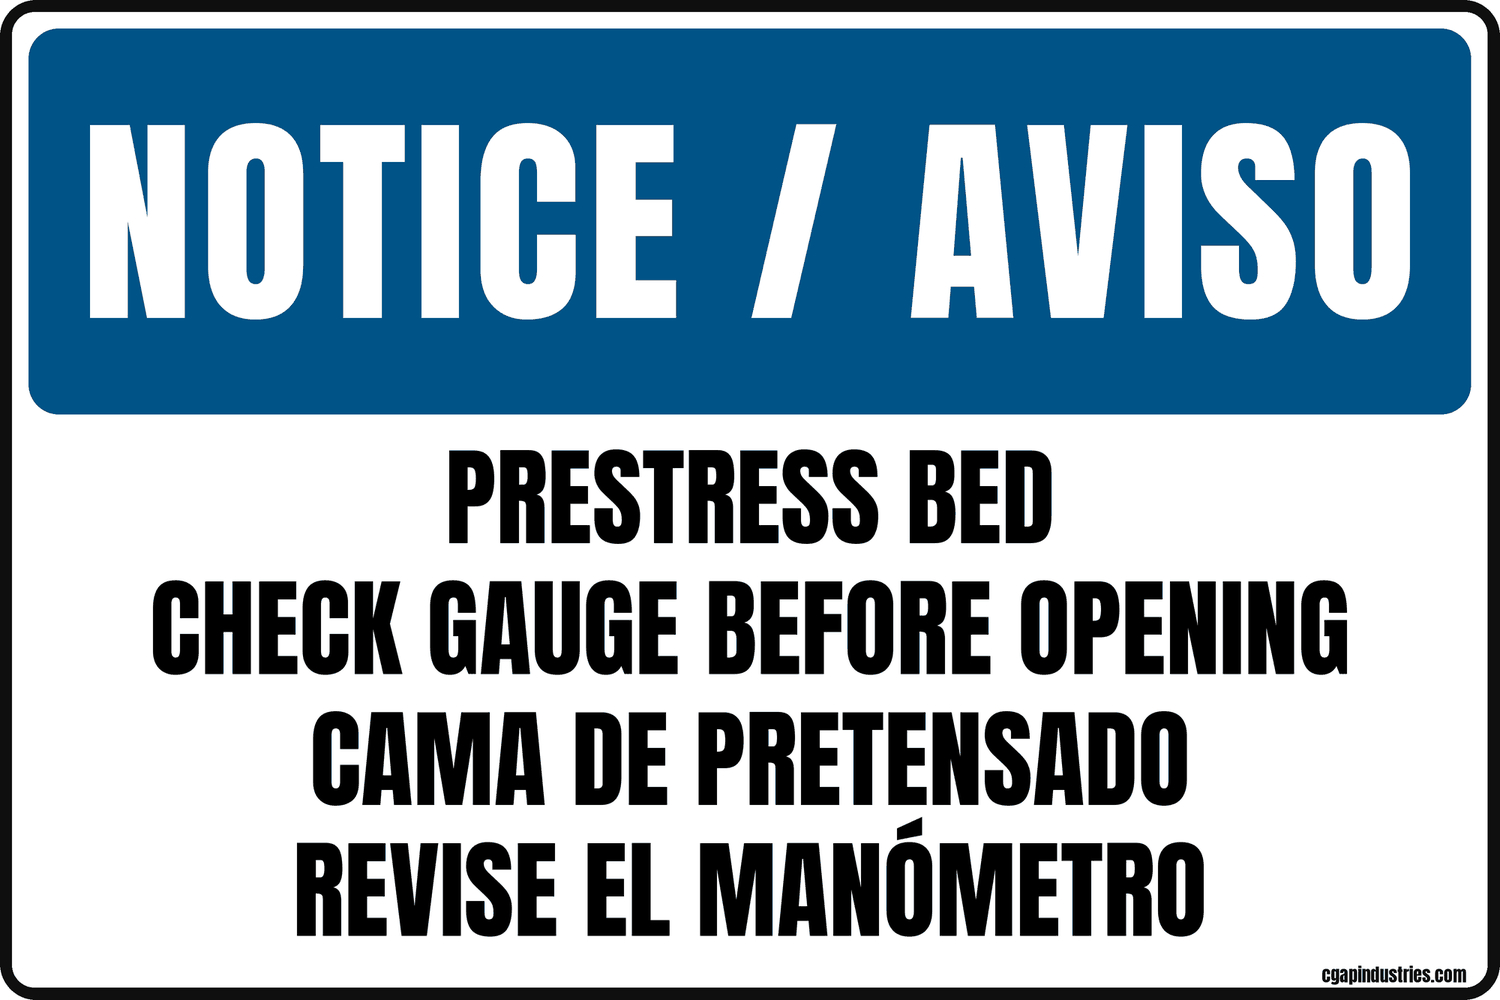 NOTICE / AVISO
PRESTRESS BED
CHECK GAUGE BEFORE OPENING
CAMA DE PRETENSADO
REVISE EL MANÓMETRO
cgapindustries.com